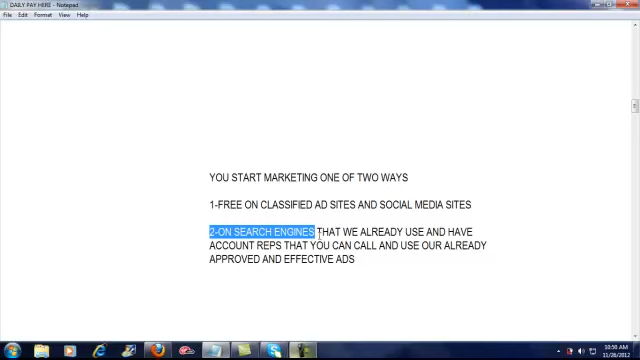 DAILY PAY HERE - Notepad
File Edit Format View Help
YOU START MARKETING ONE OF TWO WAYS
1-FREE ON CLASSIFIED AD SITES AND SOCIAL MEDIA SITES
2-ON SEARCH ENGINES THAT WE ALREADY USE AND HAVE
ACCOUNT REPS THAT YOU CAN CALL AND USE OUR ALREADY
APPROVED AND EFFECTIVE ADS
10:50 AM
11/26/2012